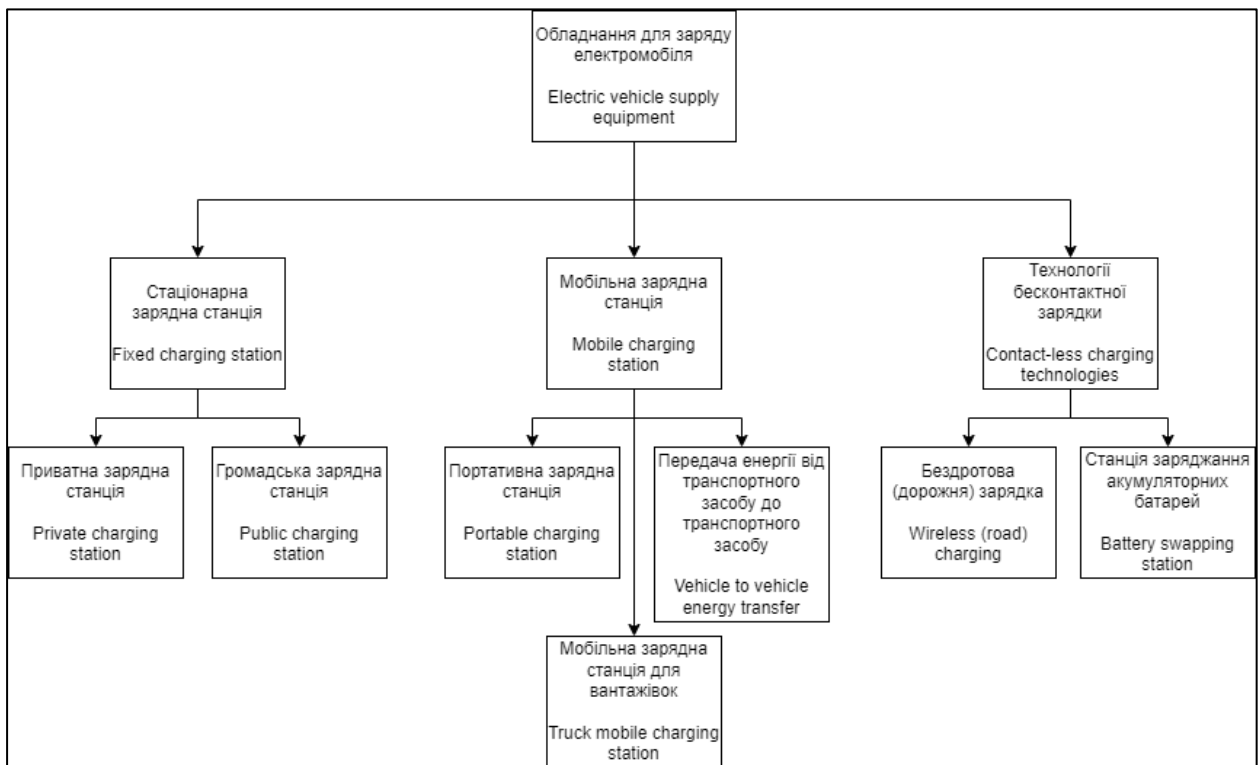 Обладнання для заряду
електромобіля
Electric vehicle supply
equipment
Стаціонарна
зарядна станція
Fixed charging station
Мобільна зарядна
станція
Mobile charging
station
Технології
бесконтактної
зарядки
Contact-less charging
technologies
Приватна зарядна
станція
Private charging
station
Громадська зарядна
станція
Public charging
station
Портативна зарядна
станція
Portable charging
station
Передача енергії від
транспортного
засобу до
транспортного
засобу
Vehicle to vehicle
energy transfer
Бездротова
(дорожня) зарядка
Wireless (road)
charging
Станція заряджання
акумуляторних
батарей
Battery swapping
station
Мобільна зарядна
станція для
вантажівок
Truck mobile charging
station